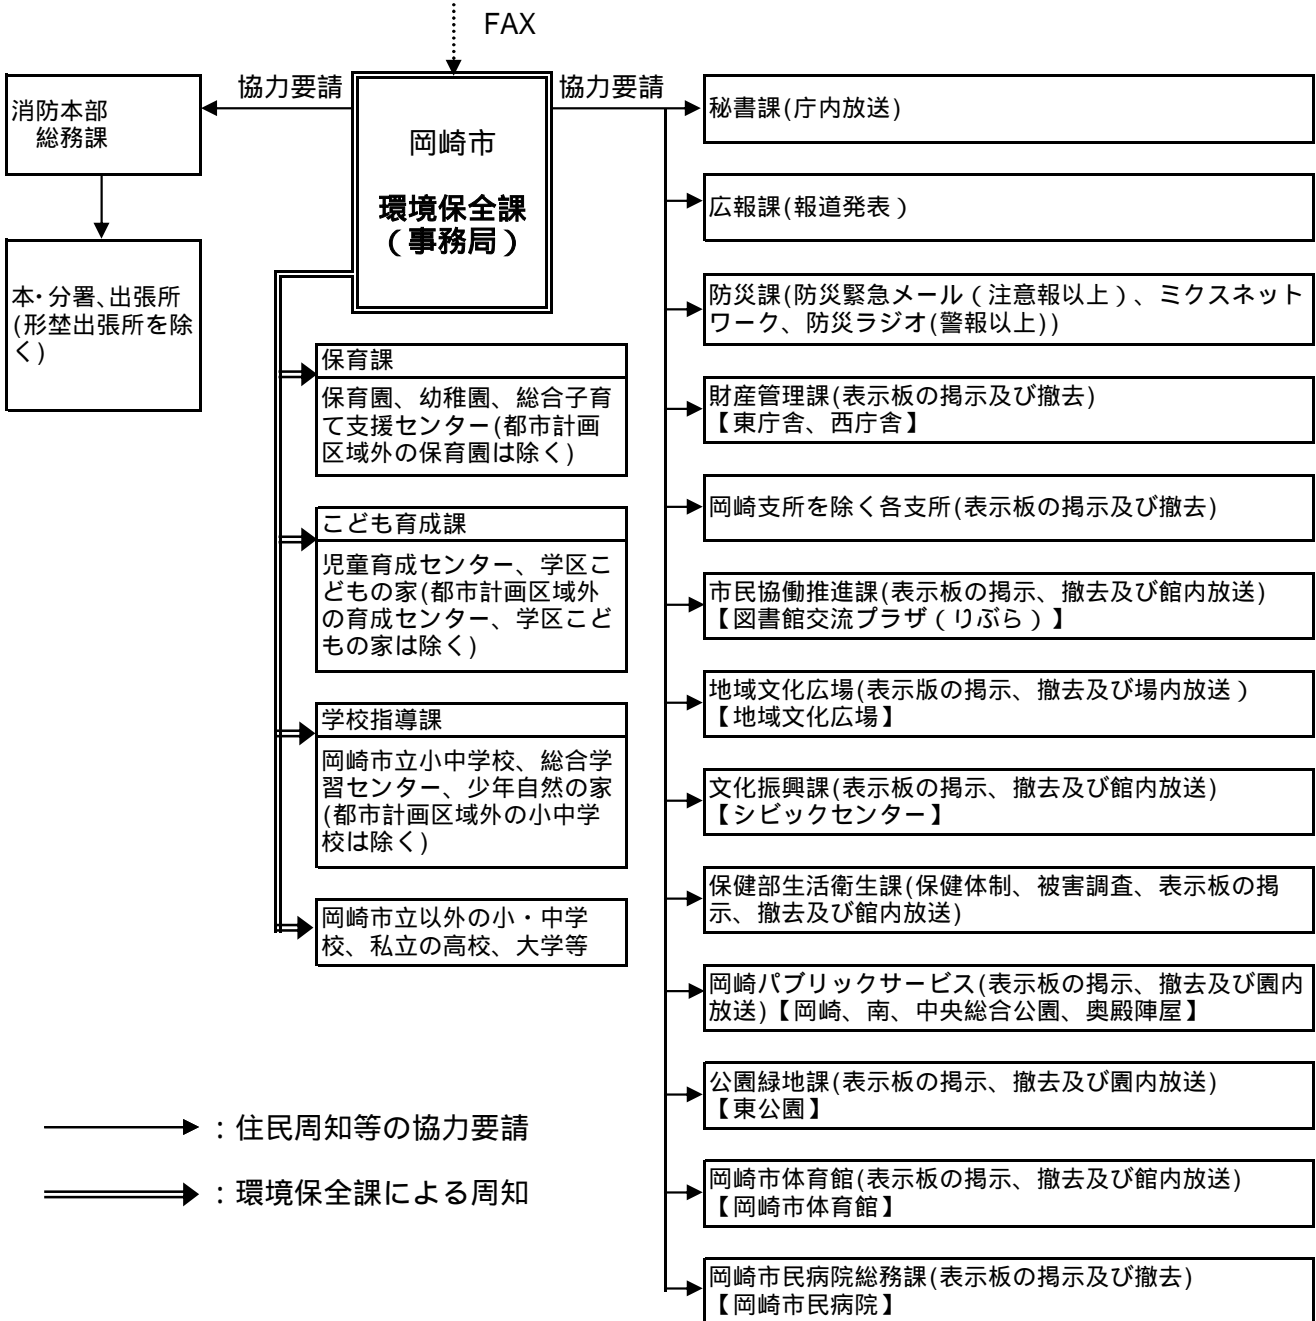 FAX
協力要請
協力要請
消防本部
総務課
本・分署、出張所
(形埜出張所を除
く)
岡崎市
環境保全課
（事務局）
保育課
保育園、幼稚園、総合子育
て支援センター(都市計画
区域外の保育園は除く)
こども育成課
児童育成センター、学区こ
どもの家(都市計画区域外
の育成センター、学区こど
もの家は除く)
学校指導課
岡崎市立小中学校、総合学
習センター、少年自然の家
(都市計画区域外の小中学
校は除く)
岡崎市立以外の小・中学
校、私立の高校、大学等
秘書課(庁内放送)
広報課(報道発表）
防災課(防災緊急メール（注意報以上）、ミクスネット
ワーク、防災ラジオ(警報以上))
財産管理課(表示板の掲示及び撤去)
【東庁舎、西庁舎】
岡崎支所を除く各支所(表示板の掲示及び撤去)
市民協働推進課(表示板の掲示、撤去及び館内放送)
【図書館交流プラザ（りぶら）】
地域文化広場(表示版の掲示、撤去及び場内放送）
【地域文化広場】
文化振興課(表示板の掲示、撤去及び館内放送)
【シビックセンター】
保健部生活衛生課(保健体制、被害調査、表示板の掲
示、撤去及び館内放送)
岡崎パブリックサービス(表示板の掲示、撤去及び園内
放送)【岡崎、南、中央総合公園、奥殿陣屋】
公園緑地課(表示板の掲示、撤去及び園内放送)
【東公園】
岡崎市体育館(表示板の掲示、撤去及び館内放送)
【岡崎市体育館】
岡崎市民病院総務課(表示板の掲示及び撤去)
【岡崎市民病院】
：住民周知等の協力要請
：環境保全課による周知